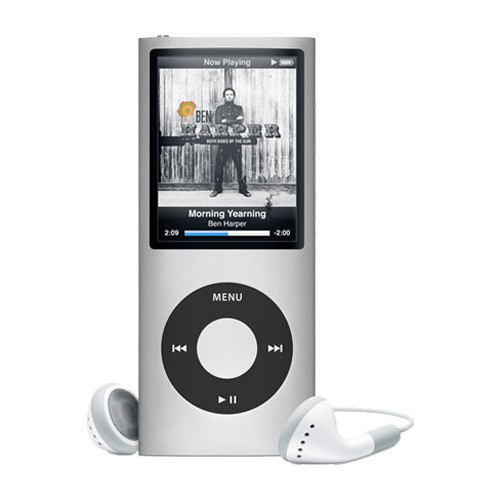 Now Playing
BEN
HARPER
BOTH SIDES OF THE GUN
Morning Yearning
Ben Harper
2:09 -2:00
MENU